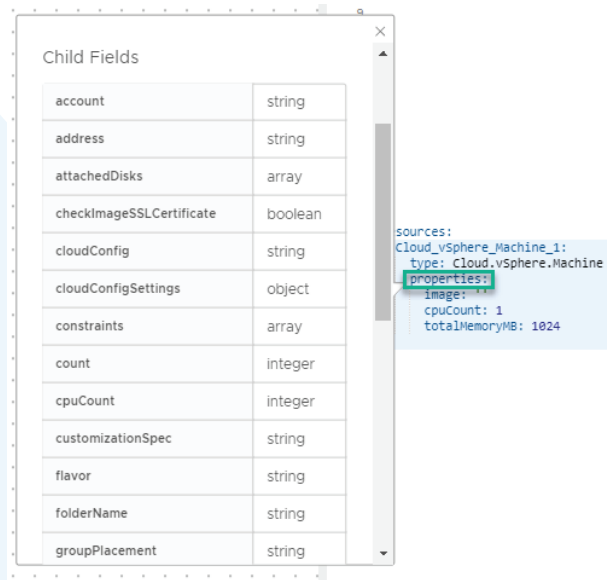 9
Child Fields
account string
address string
attachedDisks array
checkImageSSLCertificate boolean
cloudConfig string
cloudConfigSettings object
constraints array
count integer
cpuCount integer
customizationSpec string
flavor string
folderName string
groupPlacement string
sources:
Cloud_vSphere_Machine_1:
type: Cloud.vSphere.Machine
properties:
image: ''
cpuCount: 1
totalMemoryMB: 1024